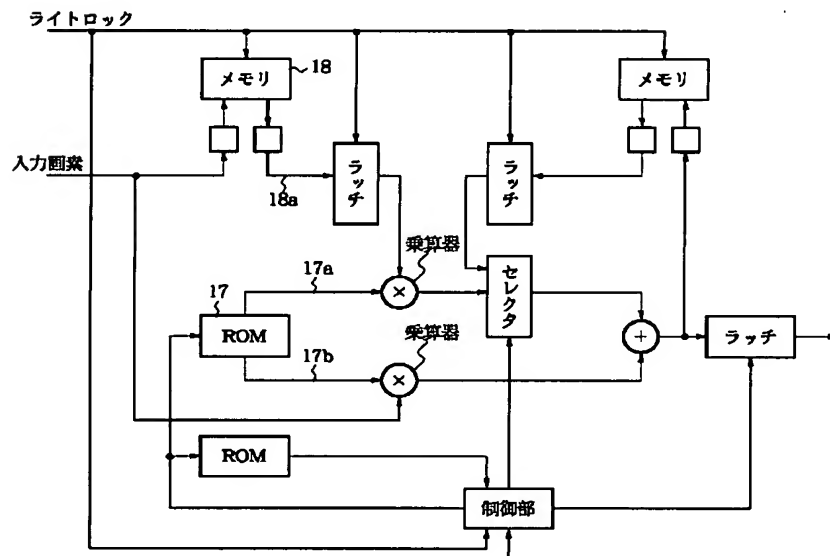 ライトロック
メモリ
18
メモリ
入力画素
18a
ラッチ
ラッチ
乗算器
17a
17
×
セレクタ
ROM
乗算器
+
ラッチ
17b
×
ROM
制御部